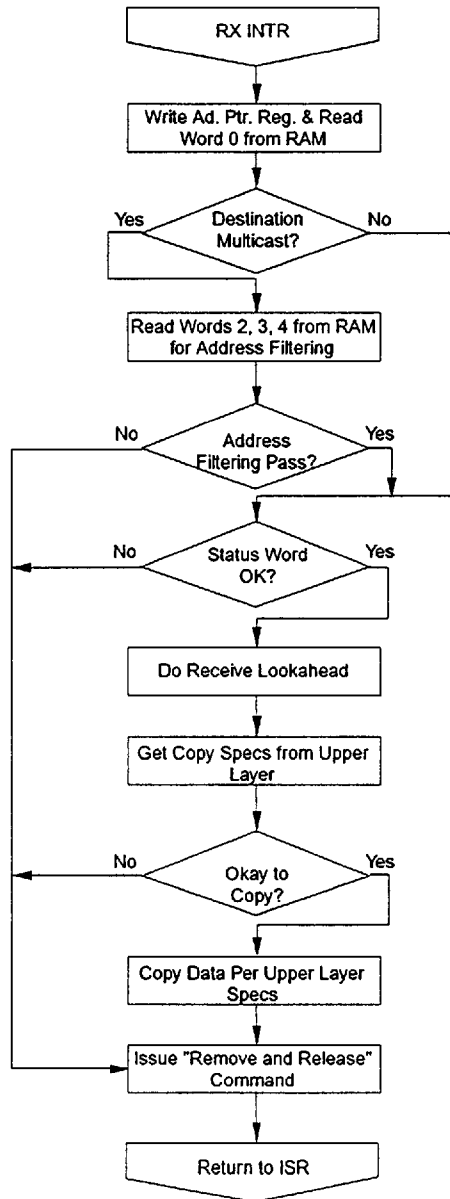 RX INTR
Write Ad. Ptr. Reg. & Read
Word 0 from RAM
Yes
Destination
Multicast?
No
Read Words 2, 3, 4 from RAM
for Address Filtering
No
Address
Filtering Pass?
Yes
No
Status Word
OK?
Yes
Do Receive Lookahead
Get Copy Specs from Upper
Layer
No
Okay to
Copy?
Yes
Copy Data Per Upper Layer
Specs
Issue "Remove and Release"
Command
Return to ISR